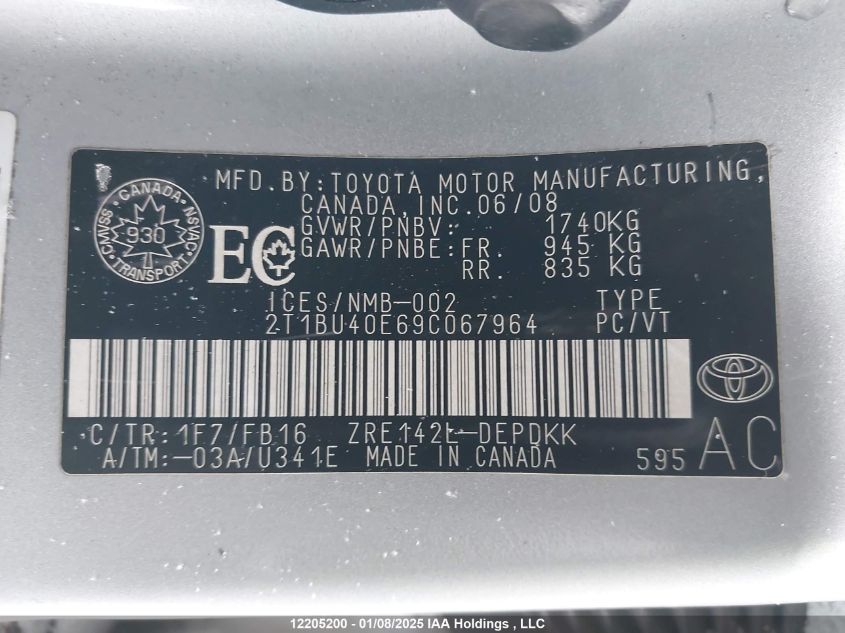 MFD.BY:TOYOTA MOTOR MANUFACTURING,
CANADA, INC. 06/08
GVWR/PNBV: 1740KG
GAWR/PNBE: FR. 945 KG
RR. 835 KG
CANADA
NSVAC
930
CMVSS
TRANSPORT
EC
ICES/NMB-002 TYPE
2T1BU40E69C067964 PC/VT
C/TR: 1F7/FB16 ZRE142L-DEPDKK
A/TM:-03A/U341E MADE IN CANADA
595 AC
12205200 - 01/08/2025 IAA Holdings , LLC